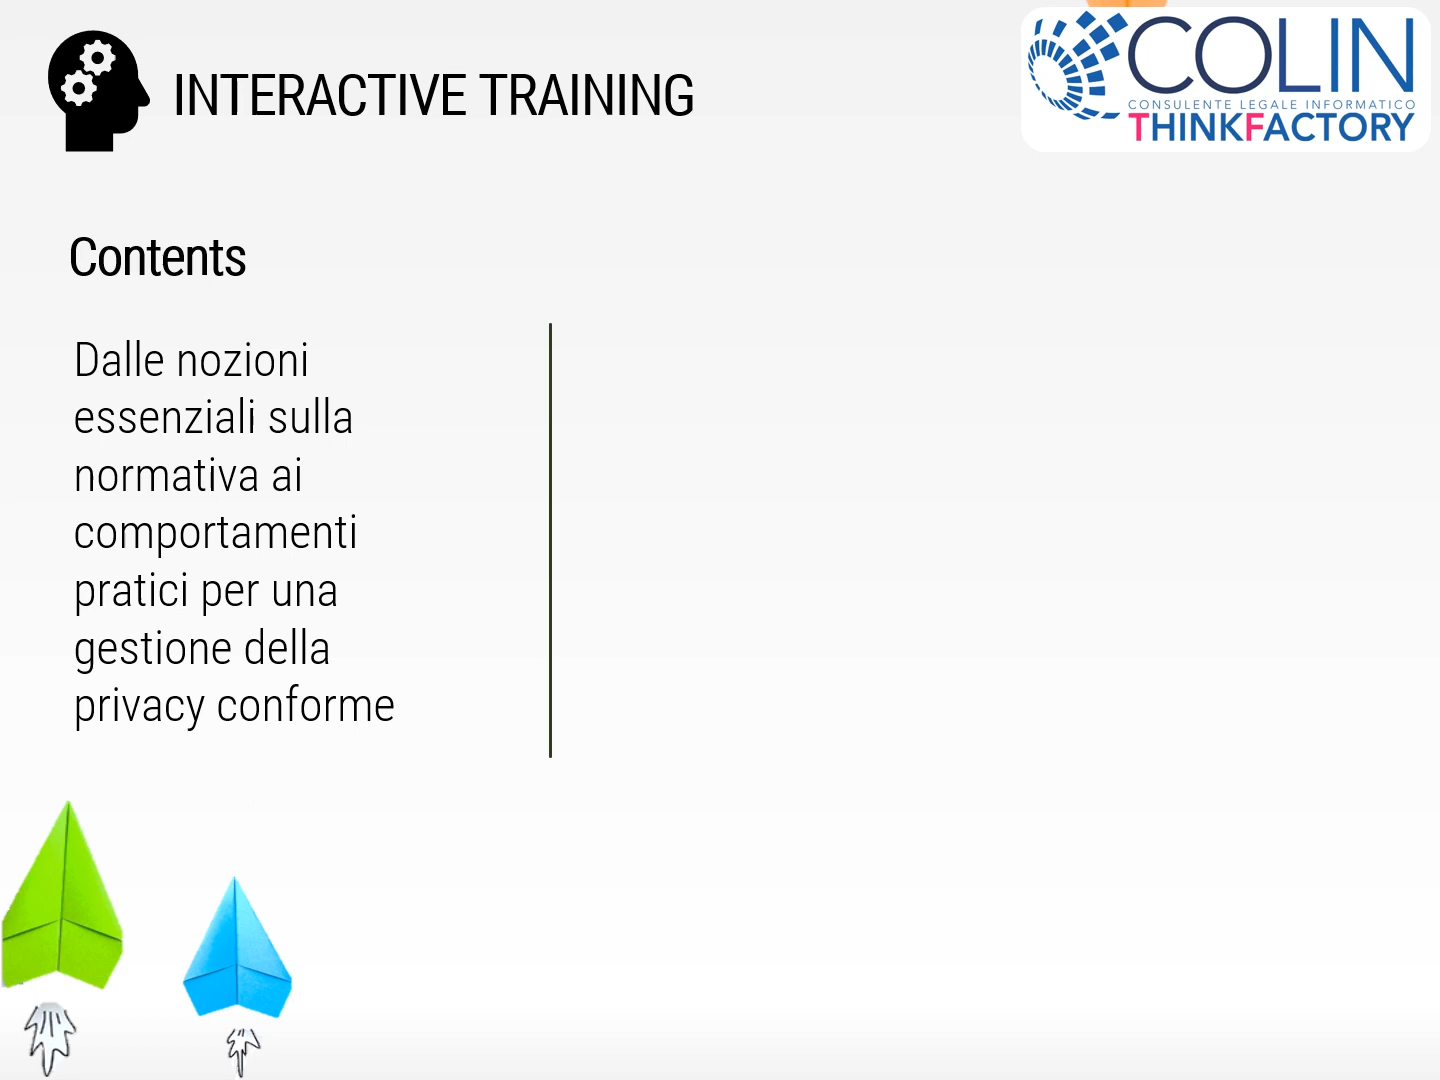 INTERACTIVE TRAINING
COLIN
CONSULENTE LEGALE INFORMATICO
THINKFACTORY
Contents
Dalle nozioni
essenziali sulla
normativa ai
comportamenti
pratici per una
gestione della
privacy conforme